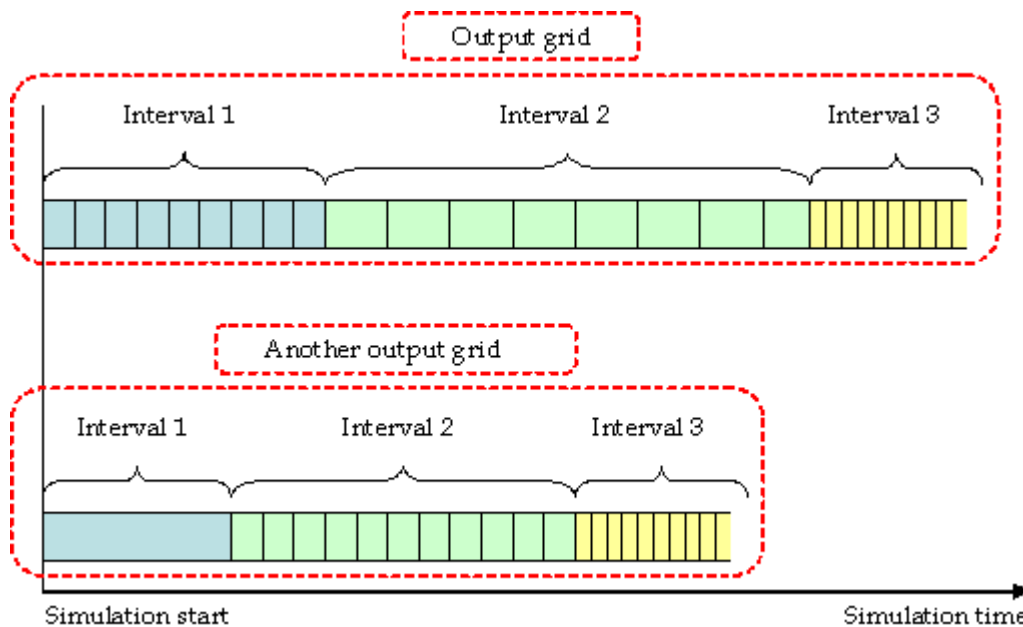 Output grid
Interval 1 Interval 2 Interval 3
Another output grid
Interval 1 Interval 2 Interval 3
Simulation start Simulation time